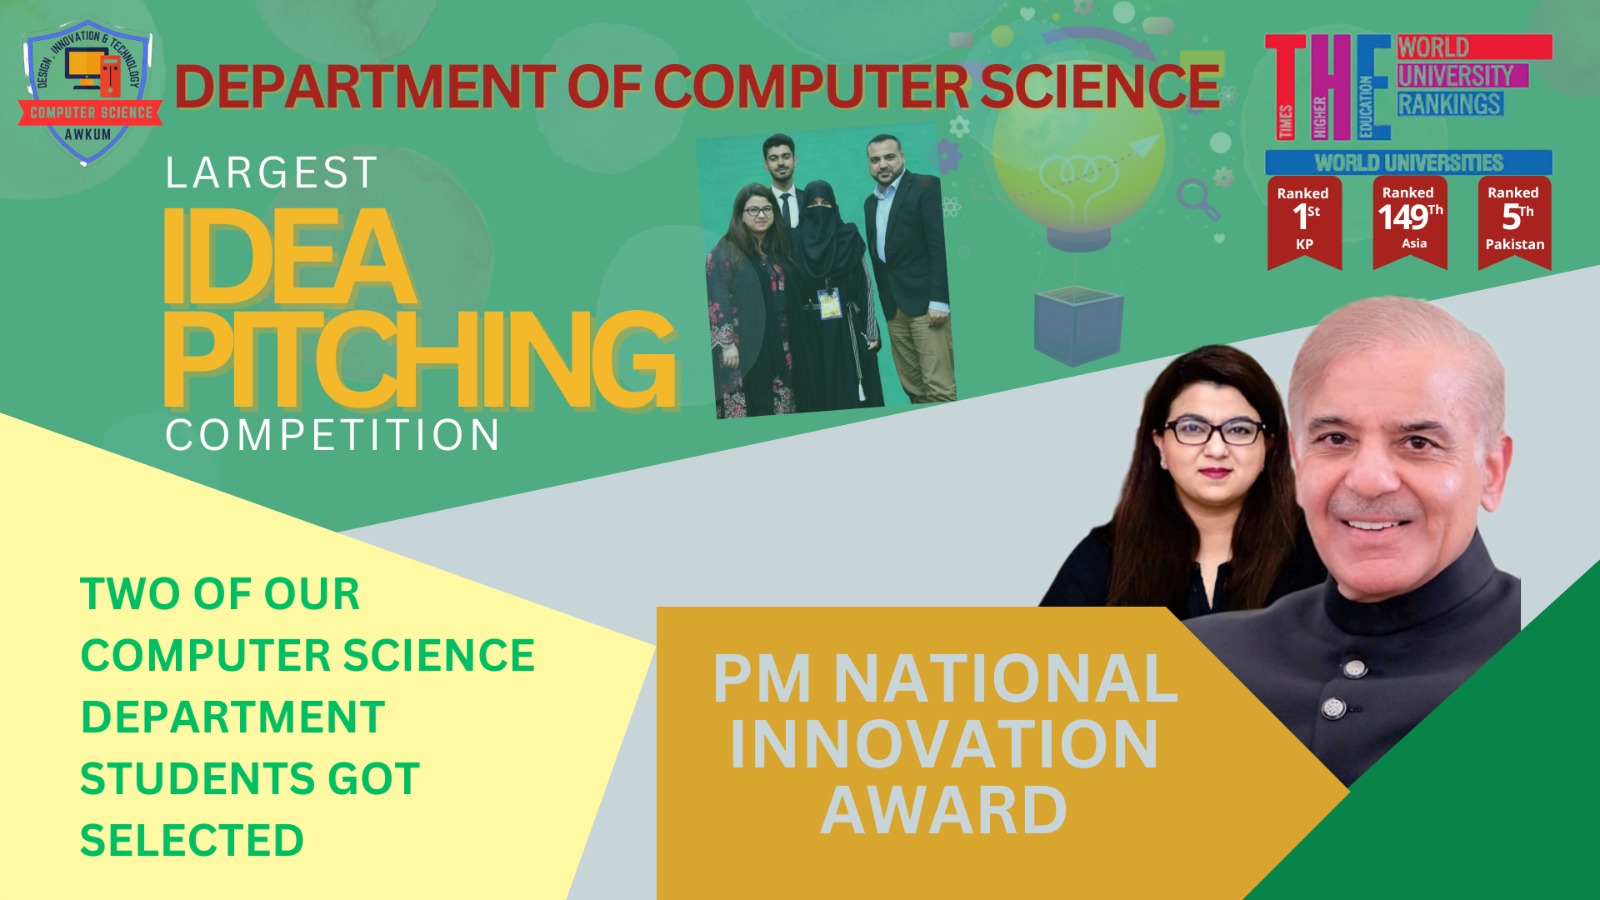 DESIGN, INNOVATION & TECHNOLOGY
COMPUTER SCIENCE
AWKUM
DEPARTMENT OF COMPUTER SCIENCE
LARGEST
IDEA
PITCHING
COMPETITION
TIMES
HIGHER
EDUCATION
THE
WORLD
UNIVERSITY
RANKINGS
WORLD UNIVERSITIES
Ranked
1St
KP
Ranked
149Th
Asia
Ranked
5Th
Pakistan
TWO OF OUR
COMPUTER SCIENCE
DEPARTMENT
STUDENTS GOT
SELECTED
PM NATIONAL
INNOVATION
AWARD